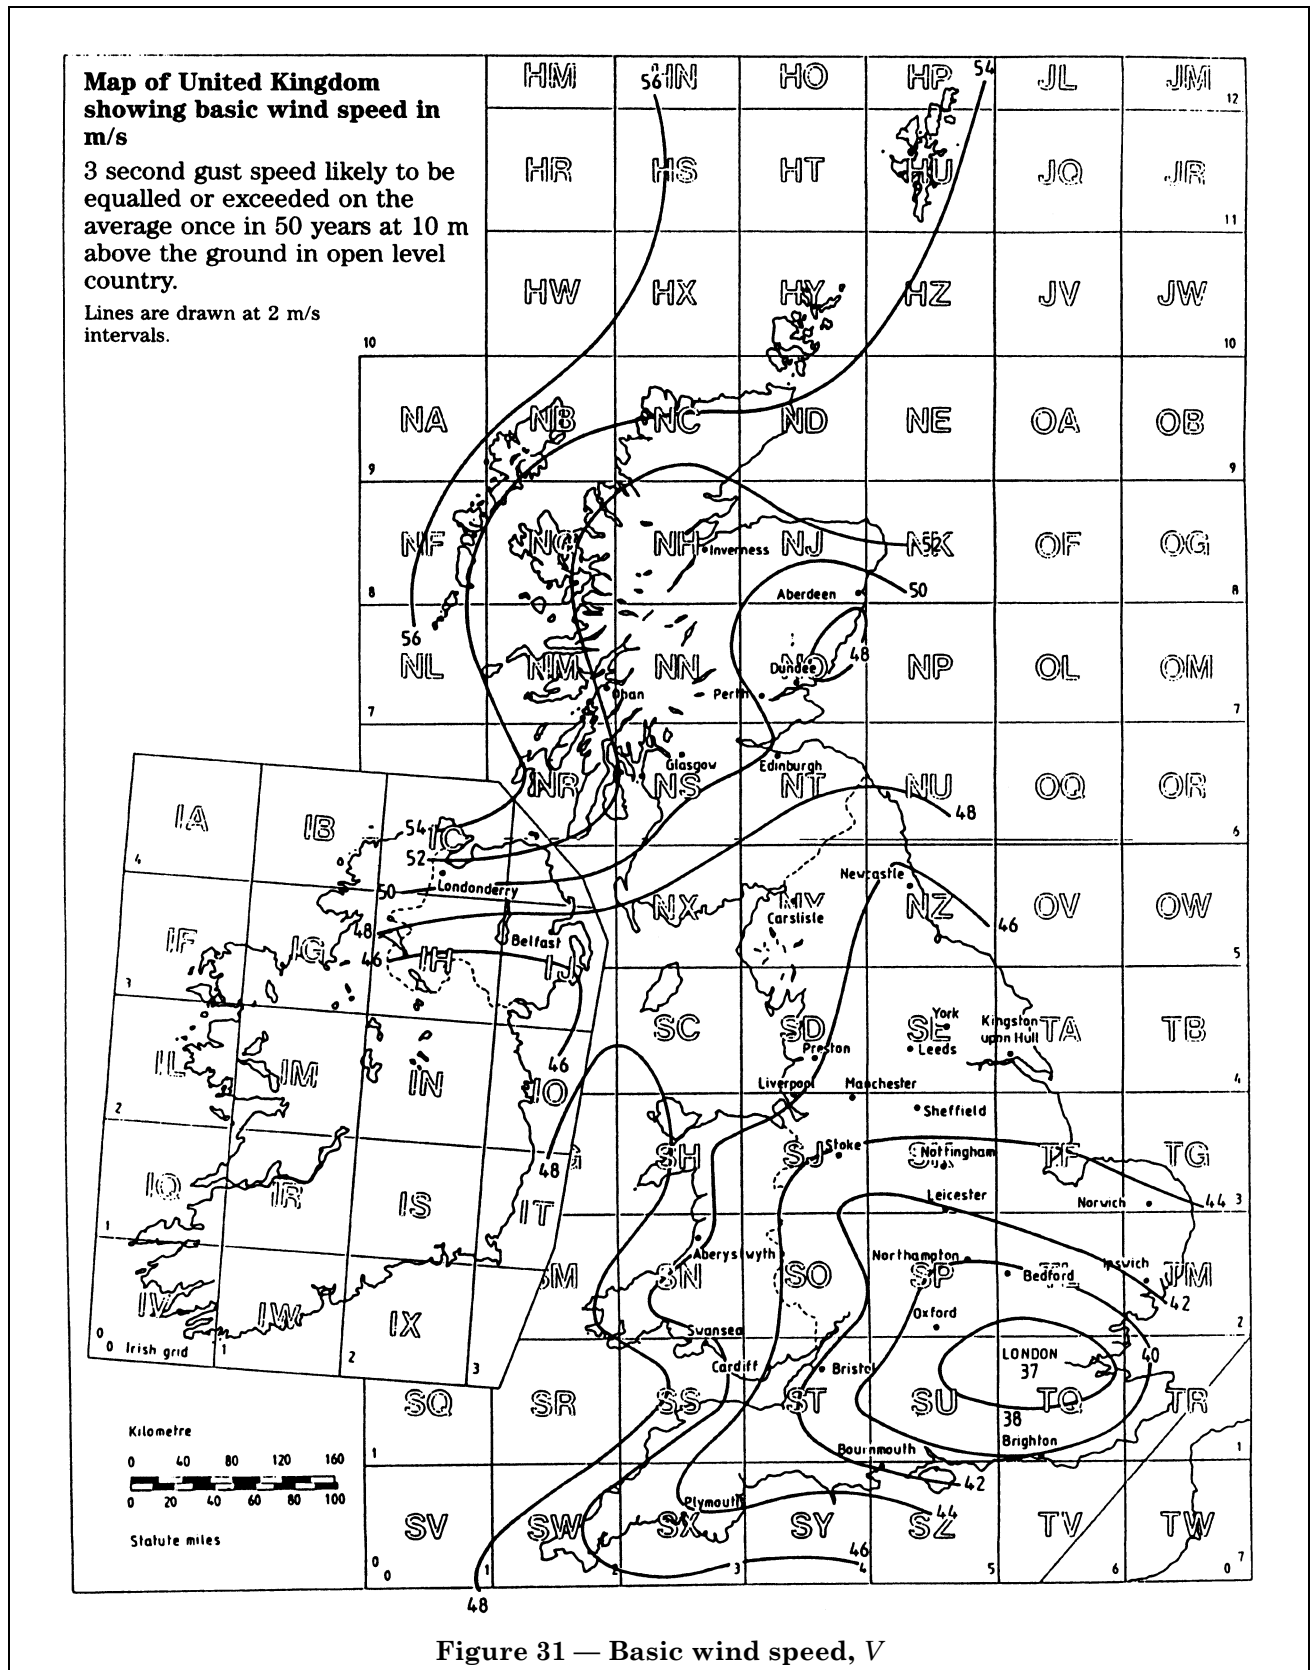 Map of United Kingdom
showing basic wind speed in
m/s
3 second gust speed likely to be
equalled or exceeded on the
average once in 50 years at 10 m
above the ground in open level
country.
Lines are drawn at 2 m/s
intervals.
HM 56 HN HO HP 54 JL JM
12
HR HS HT HU JQ JR
11
HW HX HY HZ JV JW
10 10
NA NB NC ND NE OA OB
9 9
NF NG NH Inverness NJ NK 52 OF OG
8 Aberdeen 50 8
56
NL NM NN Dundee NO 48 NP OL OM
Oban Perth
7 7
Glasgow Edinburgh
NR NS NT NU OQ OR
48
IA IB 54 IC
6
4 52
50 Londonderry Newcastle
NX NY NZ OV OW
Carslisle
48 46
IF IG 46 IH Belfast IJ
5
3
SC SD SE York Kingston upon Hull TA TB
Preston Leeds
IL IM IN 46 IO
Liverpool Manchester 4
2 Sheffield
48 G SH SJ Stoke Nottingham TF TG
IQ IR IS IT
Leicester Norwich 44 3
1
Aberystwyth Northampton Ipswich
SM SN SO SP Bedford TL TM
42
IV IW IX Oxford
0 Swansea 2
0 Irish grid 1 2 3
Cardiff Bristol LONDON 40
37
SQ SR SS ST SU TQ TR
38
Kilometre
Bournmouth Brighton
0 40 80 120 160 1 1
42
0 20 40 60 80 100
Plymouth 44
SV SW SX SY SZ TV TW
Statute miles
46
0 0 1 2 3 4 5 6 0 7
48
Figure 31 — Basic wind speed, V